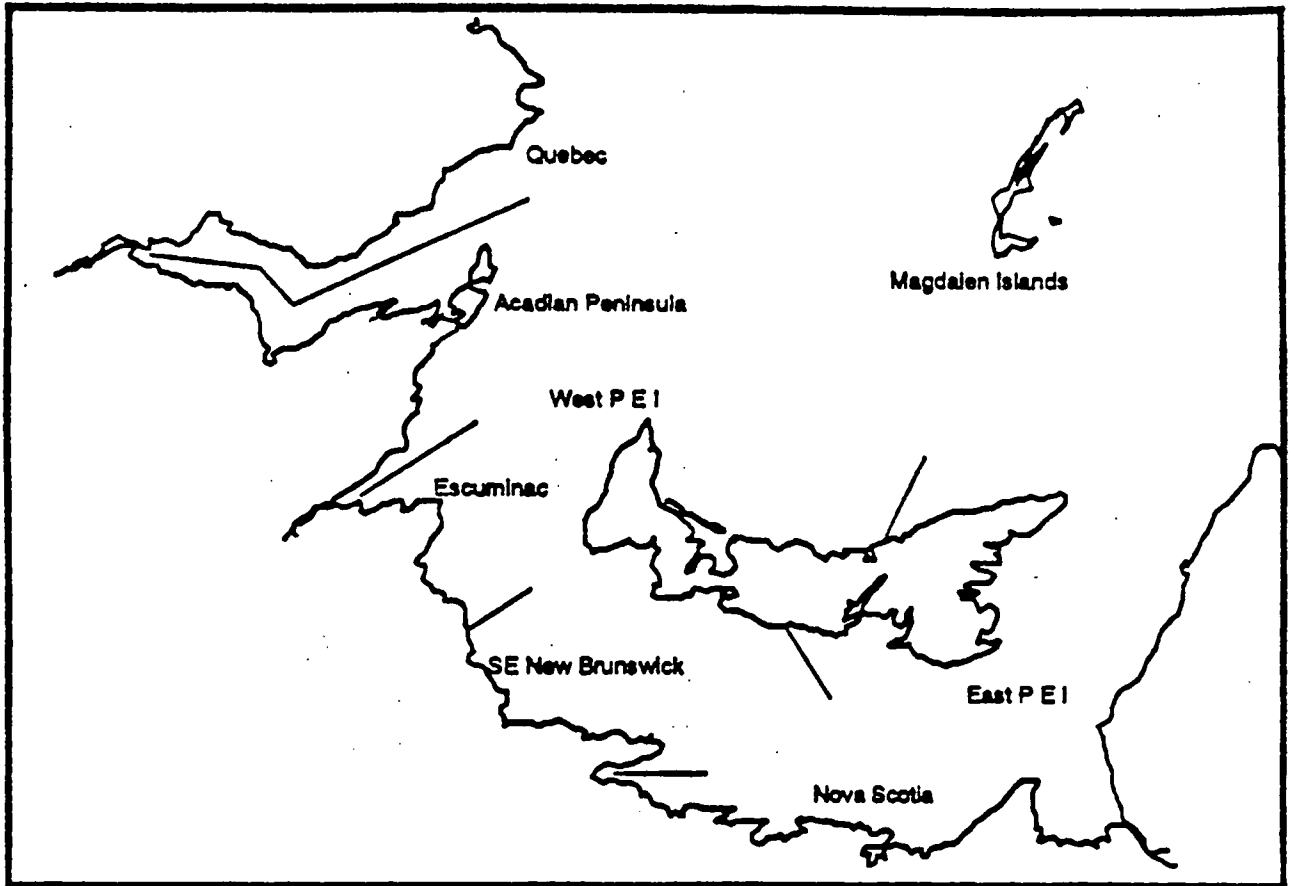 Quebec
Magdalen Islands
Acadian Peninsula
West P E I
Escuminac
SE New Brunswick
East P E I
Nova Scotia